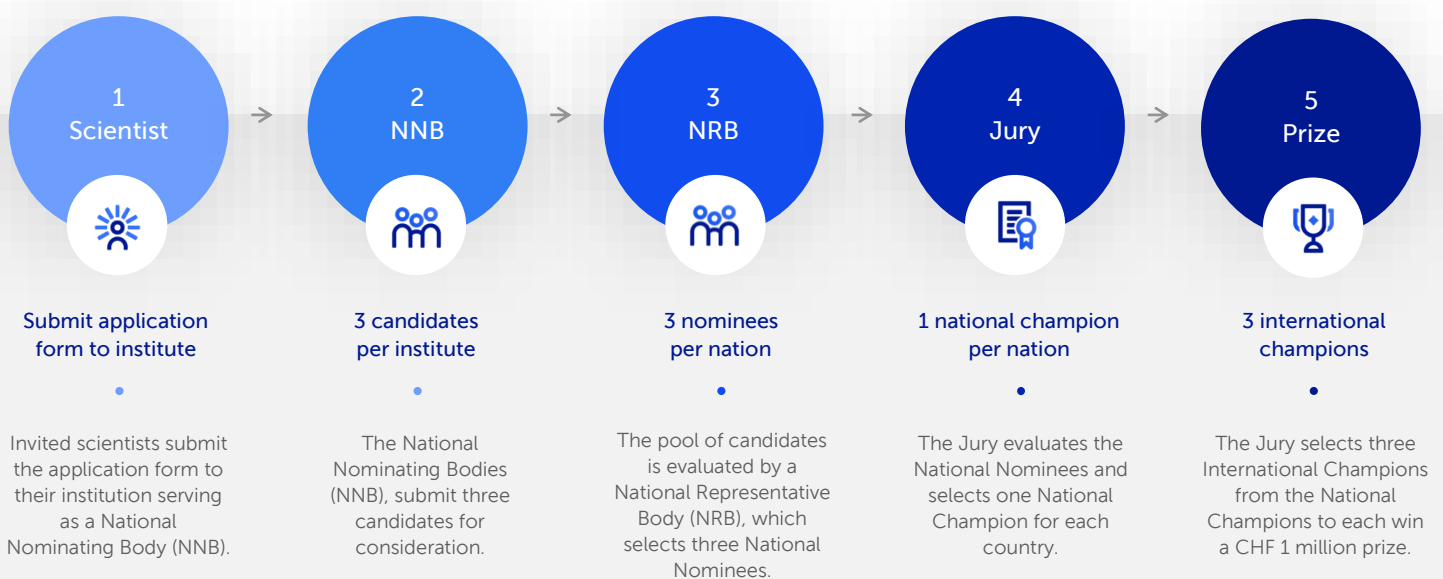 1
Scientist
2
NNB
3
NRB
4
Jury
5
Prize
Submit application
form to institute
Invited scientists submit
the application form to
their institution serving
as a National
Nominating Body (NNB).
3 candidates
per institute
The National
Nominating Bodies
(NNB), submit three
candidates for
consideration.
3 nominees
per nation
The pool of candidates
is evaluated by a
National Representative
Body (NRB), which
selects three National
Nominees.
1 national champion
per nation
The Jury evaluates the
National Nominees and
selects one National
Champion for each
country.
3 international
champions
The Jury selects three
International Champions
from the National
Champions to each win
a CHF 1 million prize.